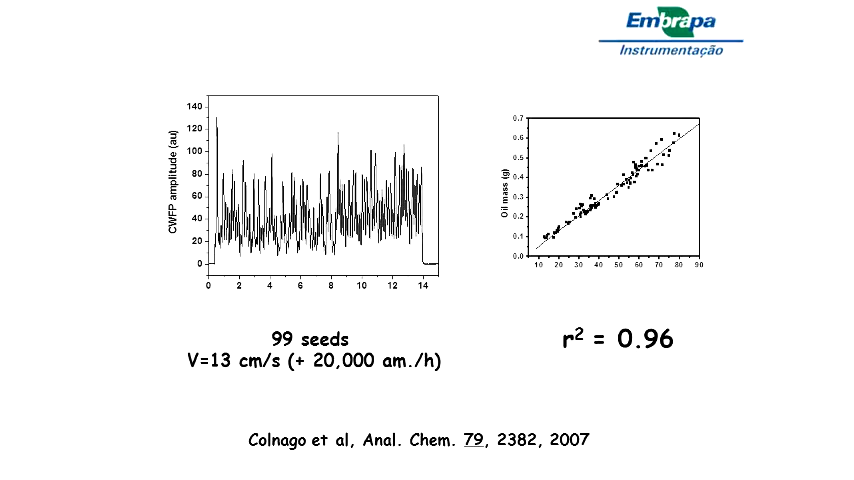 Embrapa
Instrumentação
CWFP amplitude (au)
140
120
100
80
60
40
20
0
0 2 4 6 8 10 12 14
Oil mass (g)
0.7
0.6
0.5
0.4
0.3
0.2
0.1
0.0
10 20 30 40 50 60 70 80 90
99 seeds
V=13 cm/s (+ 20,000 am./h)
r² = 0.96
Colnago et al, Anal. Chem. 79, 2382, 2007